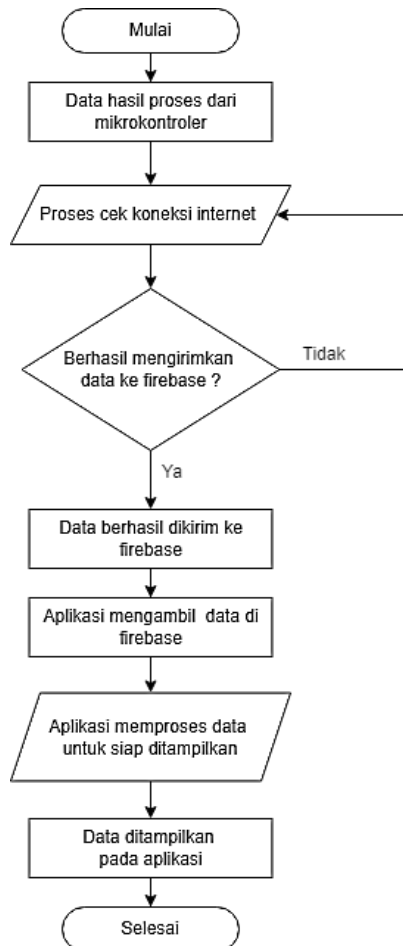 Mulai
Data hasil proses dari
mikrokontroler
Proses cek koneksi internet
Berhasil mengirimkan
data ke firebase ?
Tidak
Ya
Data berhasil dikirim ke
firebase
Aplikasi mengambil data di
firebase
Aplikasi memproses data
untuk siap ditampilkan
Data ditampilkan
pada aplikasi
Selesai